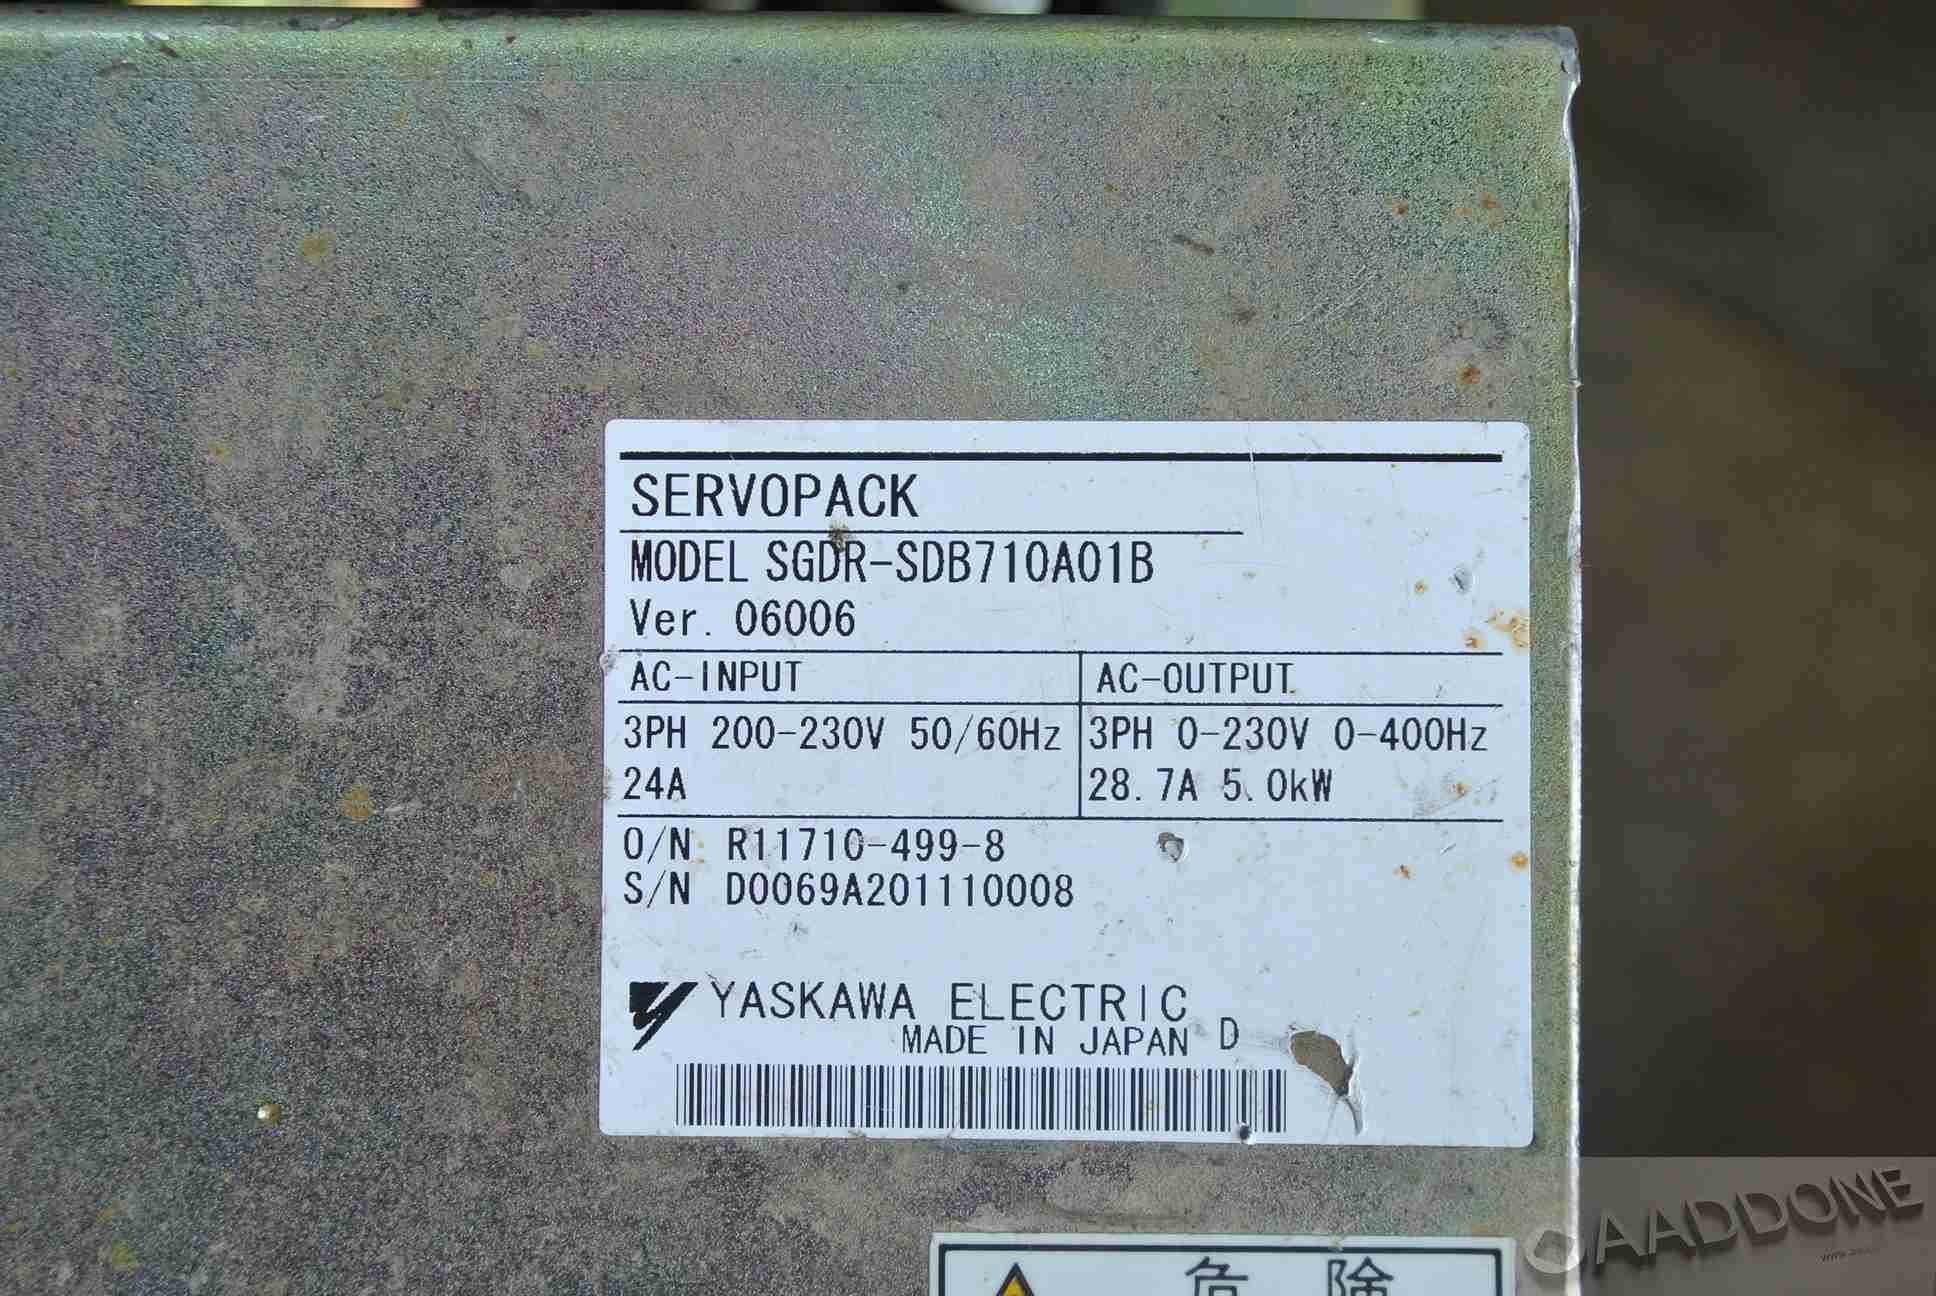 SERVOPACK
MODEL SGDR-SDB710A01B
Ver. 06006
AC-INPUT
AC-OUTPUT
3PH 200-230V 50/60Hz
24A
3PH 0-230V 0-400Hz
28.7A 5.0kW
O/N R11710-499-8
S/N D0069A201110008
YASKAWA ELECTRIC
MADE IN JAPAN D
危険
AADDONE